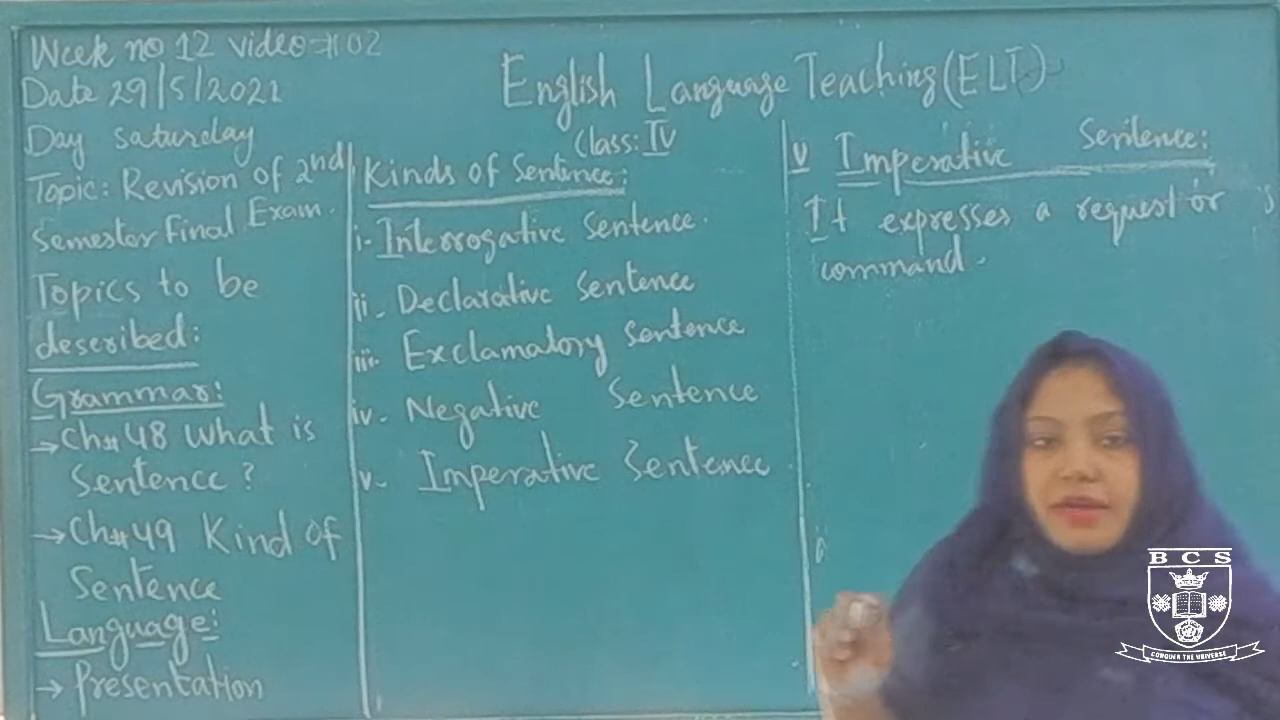 Week no 12 video # 02
Date 29/5/2021
Day Saturday
Topic: Revision of 2nd
Semester Final Exam.
Topics to be
described:
Grammar:
→ Ch# 48 What is
Sentence?
→ Ch# 49 Kind of
Sentence
Language:
→ Presentation
English Language Teaching (ELT)
Class: IV
Kinds of Sentence:
i- Interrogative Sentence.
ii- Declarative Sentence
iii- Exclamatory Sentence
iv- Negative Sentence
v- Imperative Sentence
v Imperative Sentence:
It expresses a request or
command.
BCS
CONQUER THE UNIVERSE